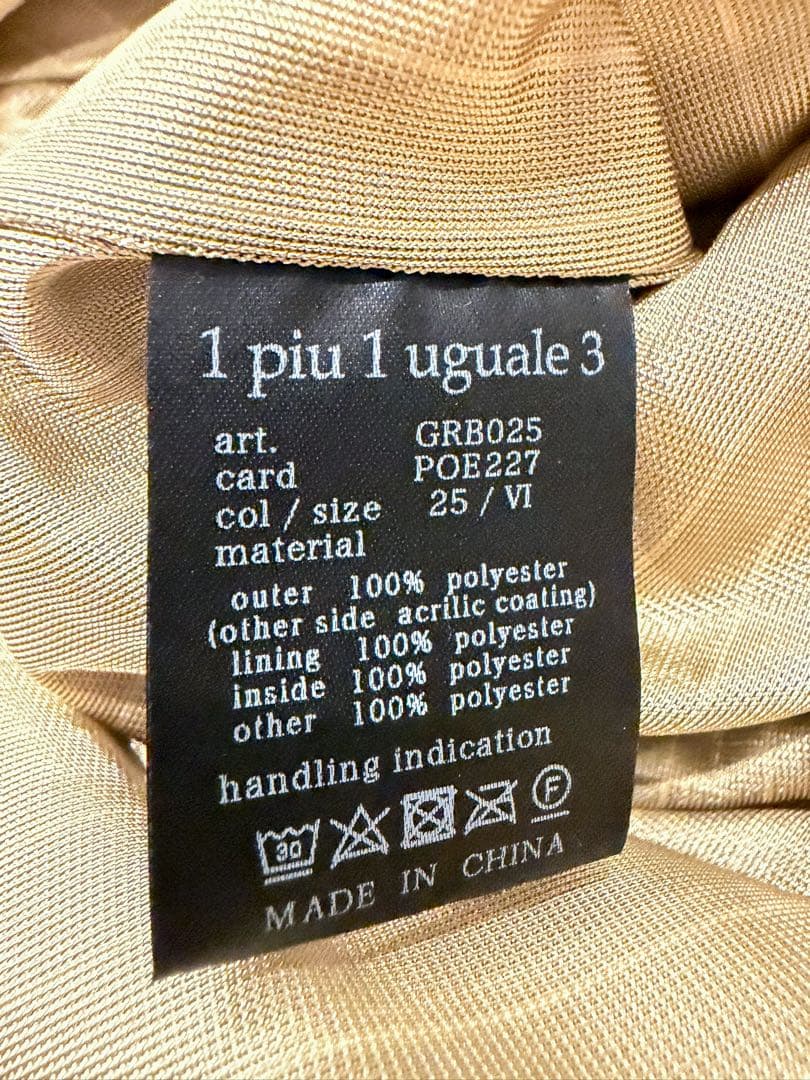 1 piu 1 uguale 3
art. GRB025
card POE227
col / size 25 / VI
material
outer 100% polyester
(other side acrilic coating)
lining 100% polyester
inside 100% polyester
other 100% polyester
handling indication
30 F
MADE IN CHINA